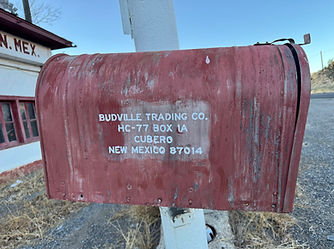 N. MEX.
BUDVILLE TRADING CO.
HC-77 BOX 1A
CUBERO
NEW MEXICO 87014